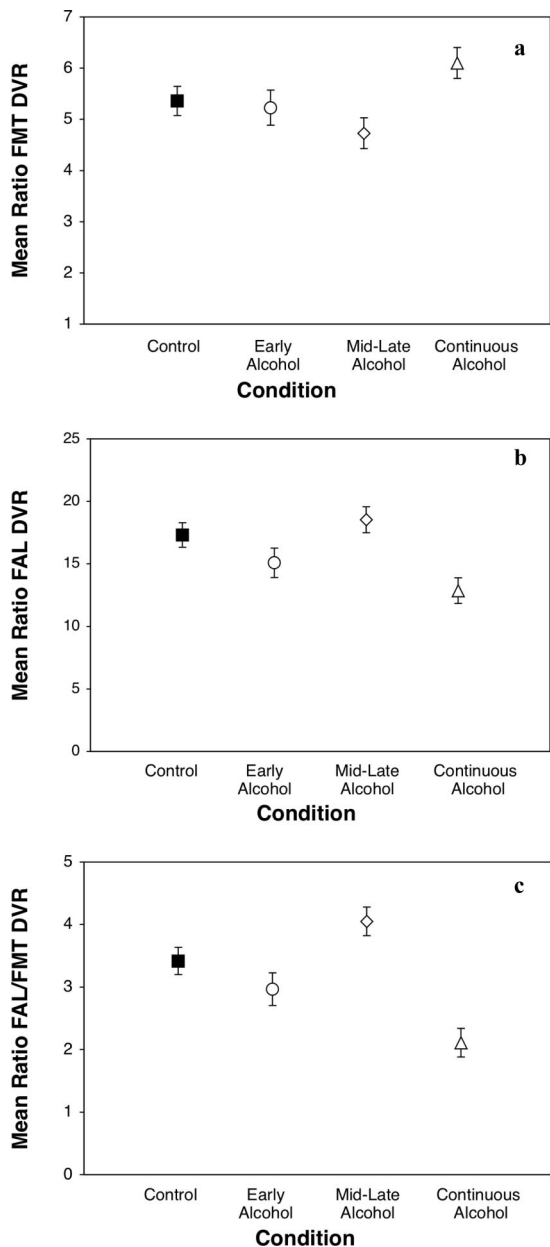 a
Mean Ratio FMT DVR
7
6
5
4
3
2
1
Control
Early
Alcohol
Mid-Late
Alcohol
Continuous
Alcohol
Condition
b
Mean Ratio FAL DVR
25
20
15
10
5
0
Control
Early
Alcohol
Mid-Late
Alcohol
Continuous
Alcohol
Condition
c
Mean Ratio FAL/FMT DVR
5
4
3
2
1
0
Control
Early
Alcohol
Mid-Late
Alcohol
Continuous
Alcohol
Condition